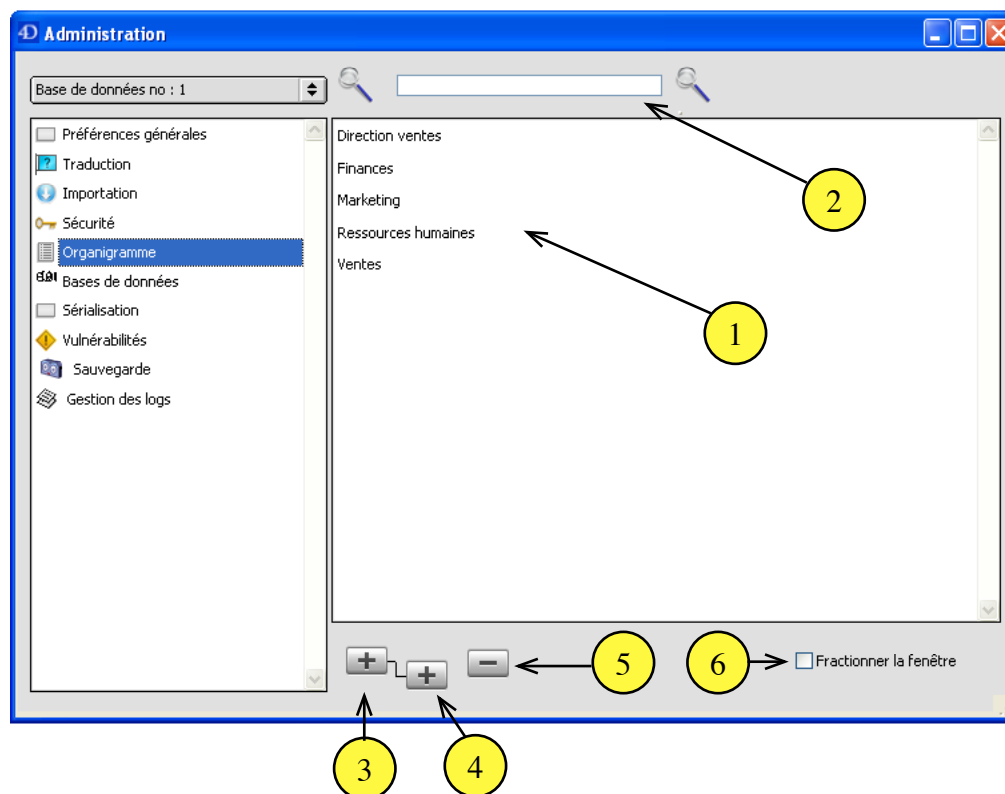 4D Administration
Base de données no : 1
Préférences générales
Traduction
Importation
Sécurité
Organigramme
Bases de données
Sérialisation
Vulnérabilités
Sauvegarde
Gestion des logs
Direction ventes
Finances
Marketing
Ressources humaines
Ventes
2
1
5
6
Fractionner la fenêtre
3
4